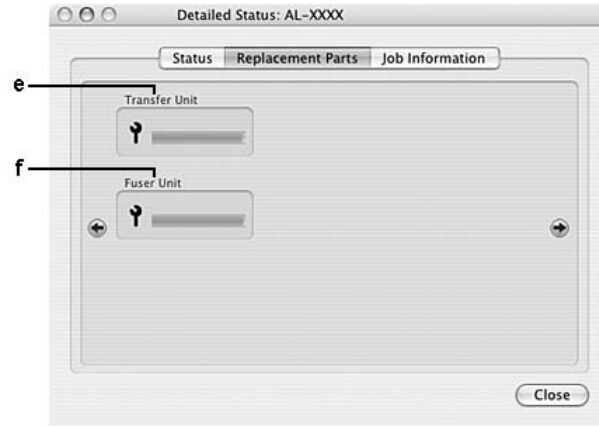 Detailed Status: AL-XXXX
Status Replacement Parts Job Information
e
Transfer Unit
f
Fuser Unit
Close